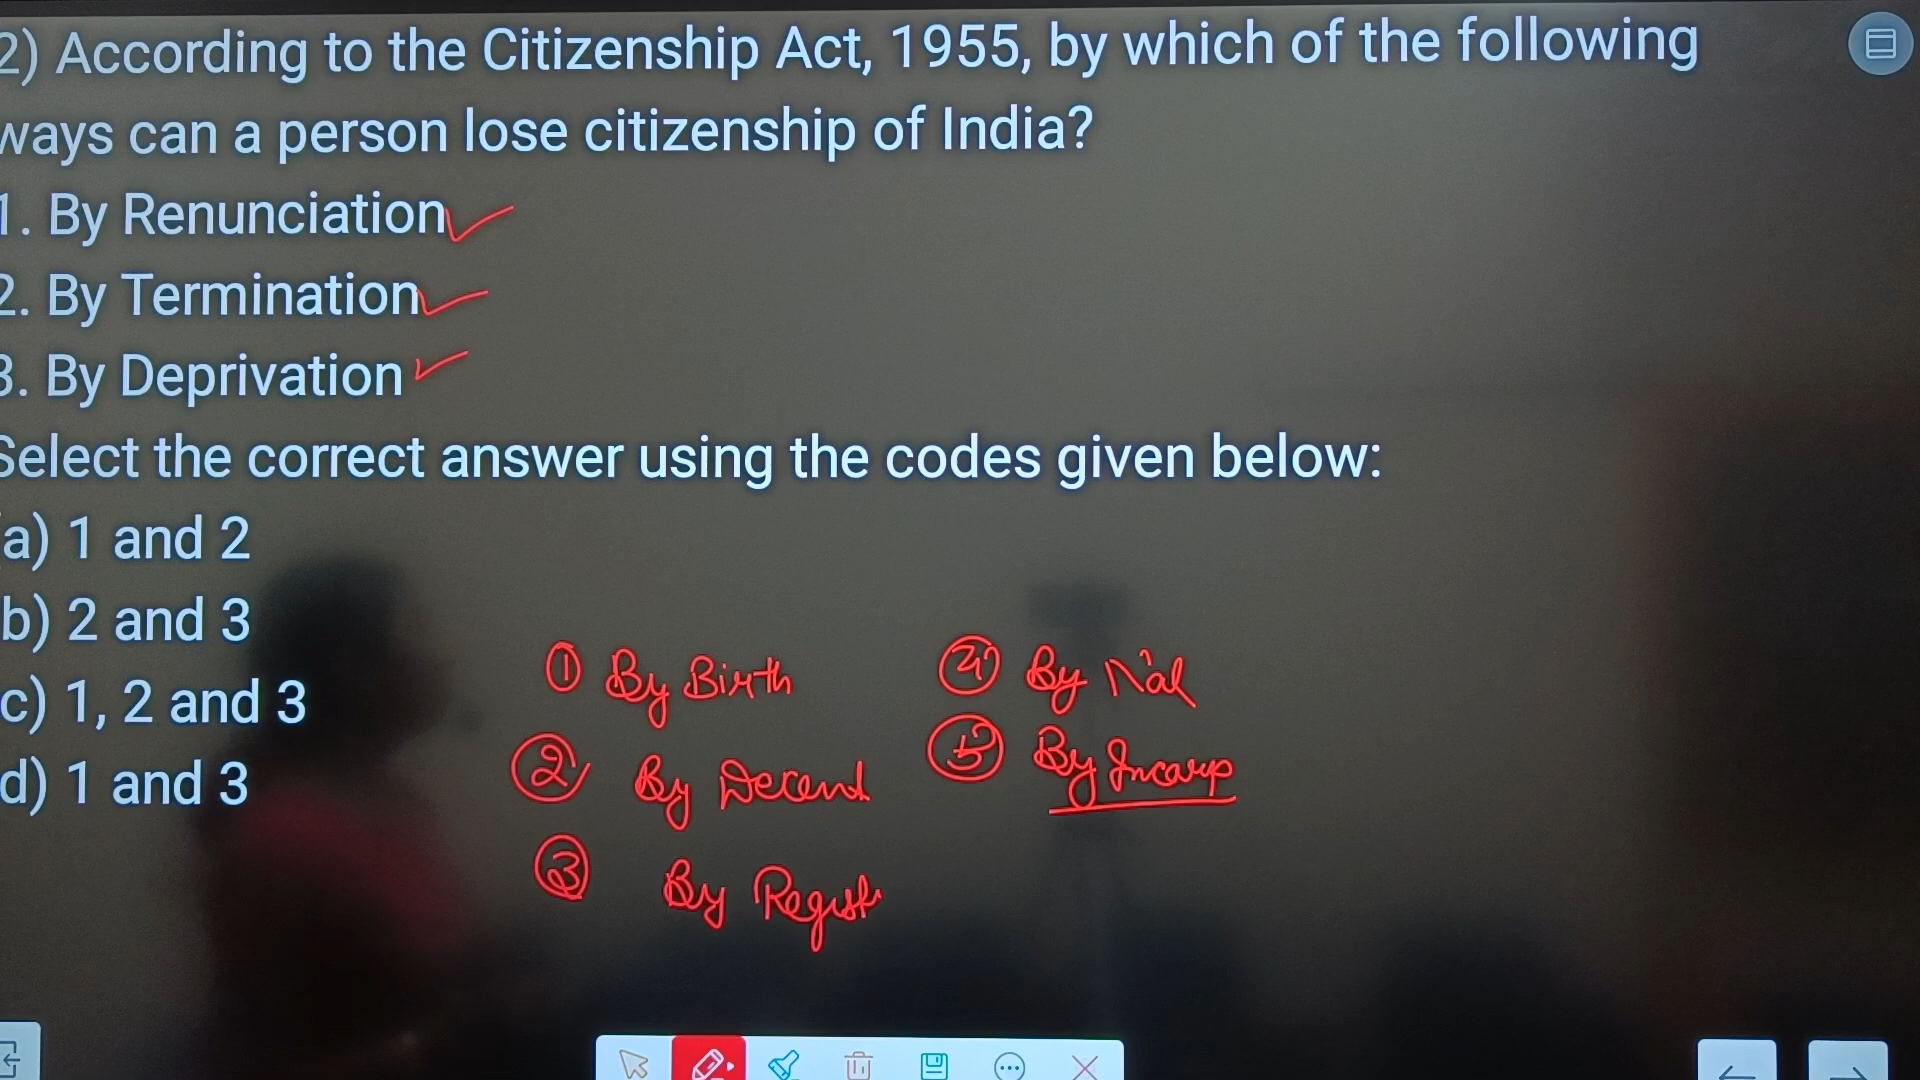 2) According to the Citizenship Act, 1955, by which of the following
ways can a person lose citizenship of India?
1. By Renunciation
2. By Termination
3. By Deprivation
Select the correct answer using the codes given below:
a) 1 and 2
b) 2 and 3
c) 1, 2 and 3
d) 1 and 3
① By Birth
② By Decent
③ By Regist
④ By Nal
⑤ By Incorp